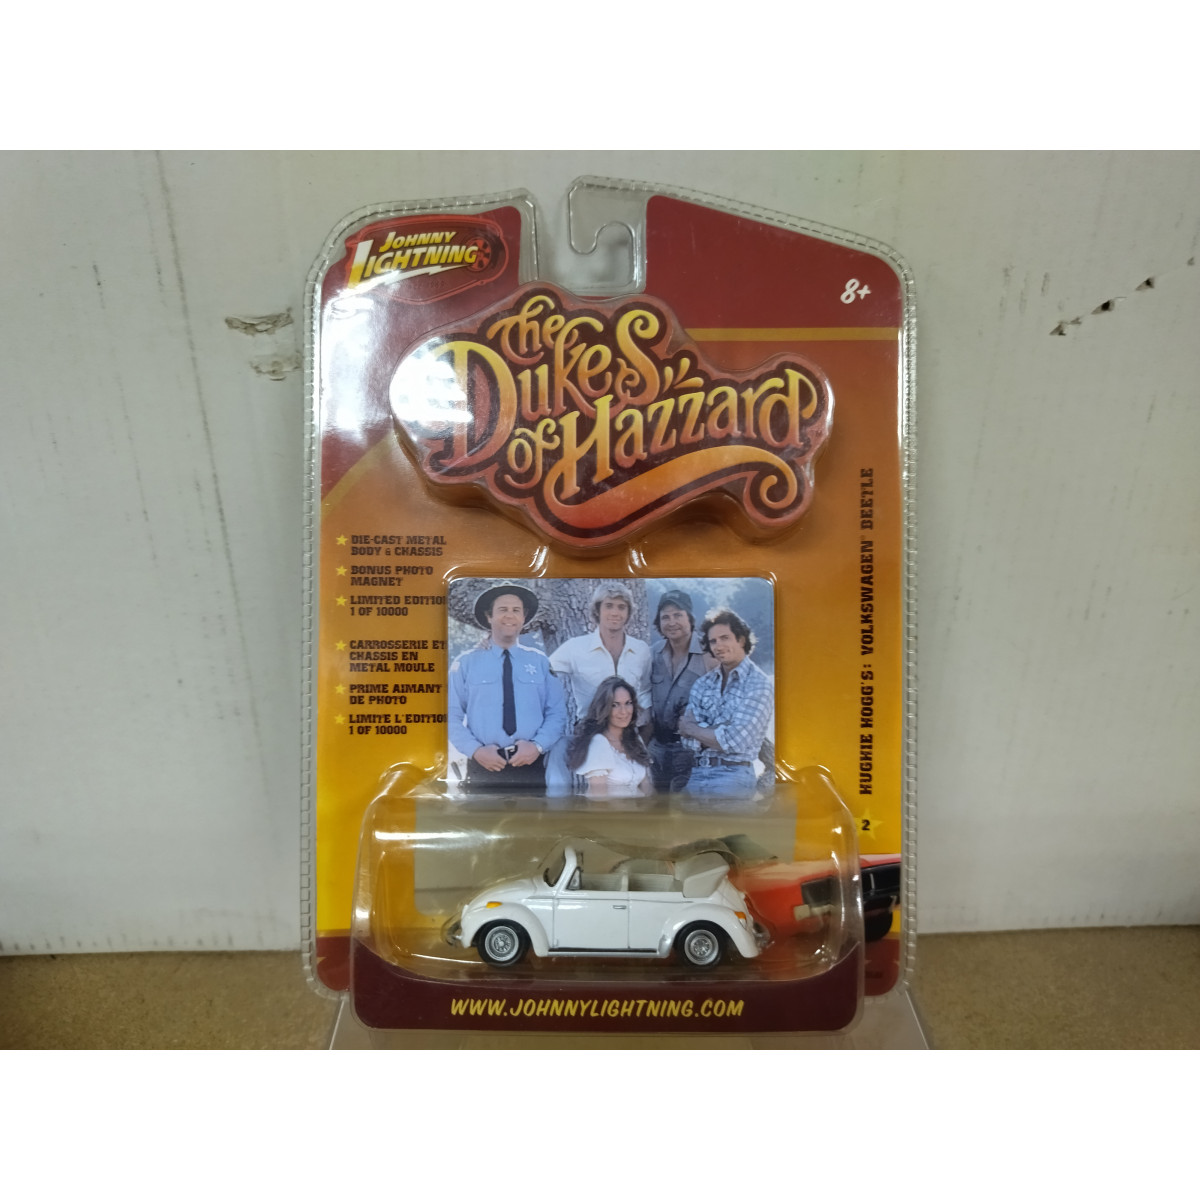 JOHNNY
LIGHTNING
8+
The
Dukes
of Hazzard
DIE-CAST METAL
BODY & CHASSIS
BONUS PHOTO
MAGNET
LIMITED EDITION
1 OF 10000
CARROSSERIE ET
CHASSIS EN
METAL MOULE
PRIME AIMANT
DE PHOTO
LIMITE L'EDITION
1 OF 10000
HUGHIE HOGG'S: VOLKSWAGEN BEETLE
2
WWW.JOHNNYLIGHTNING.COM